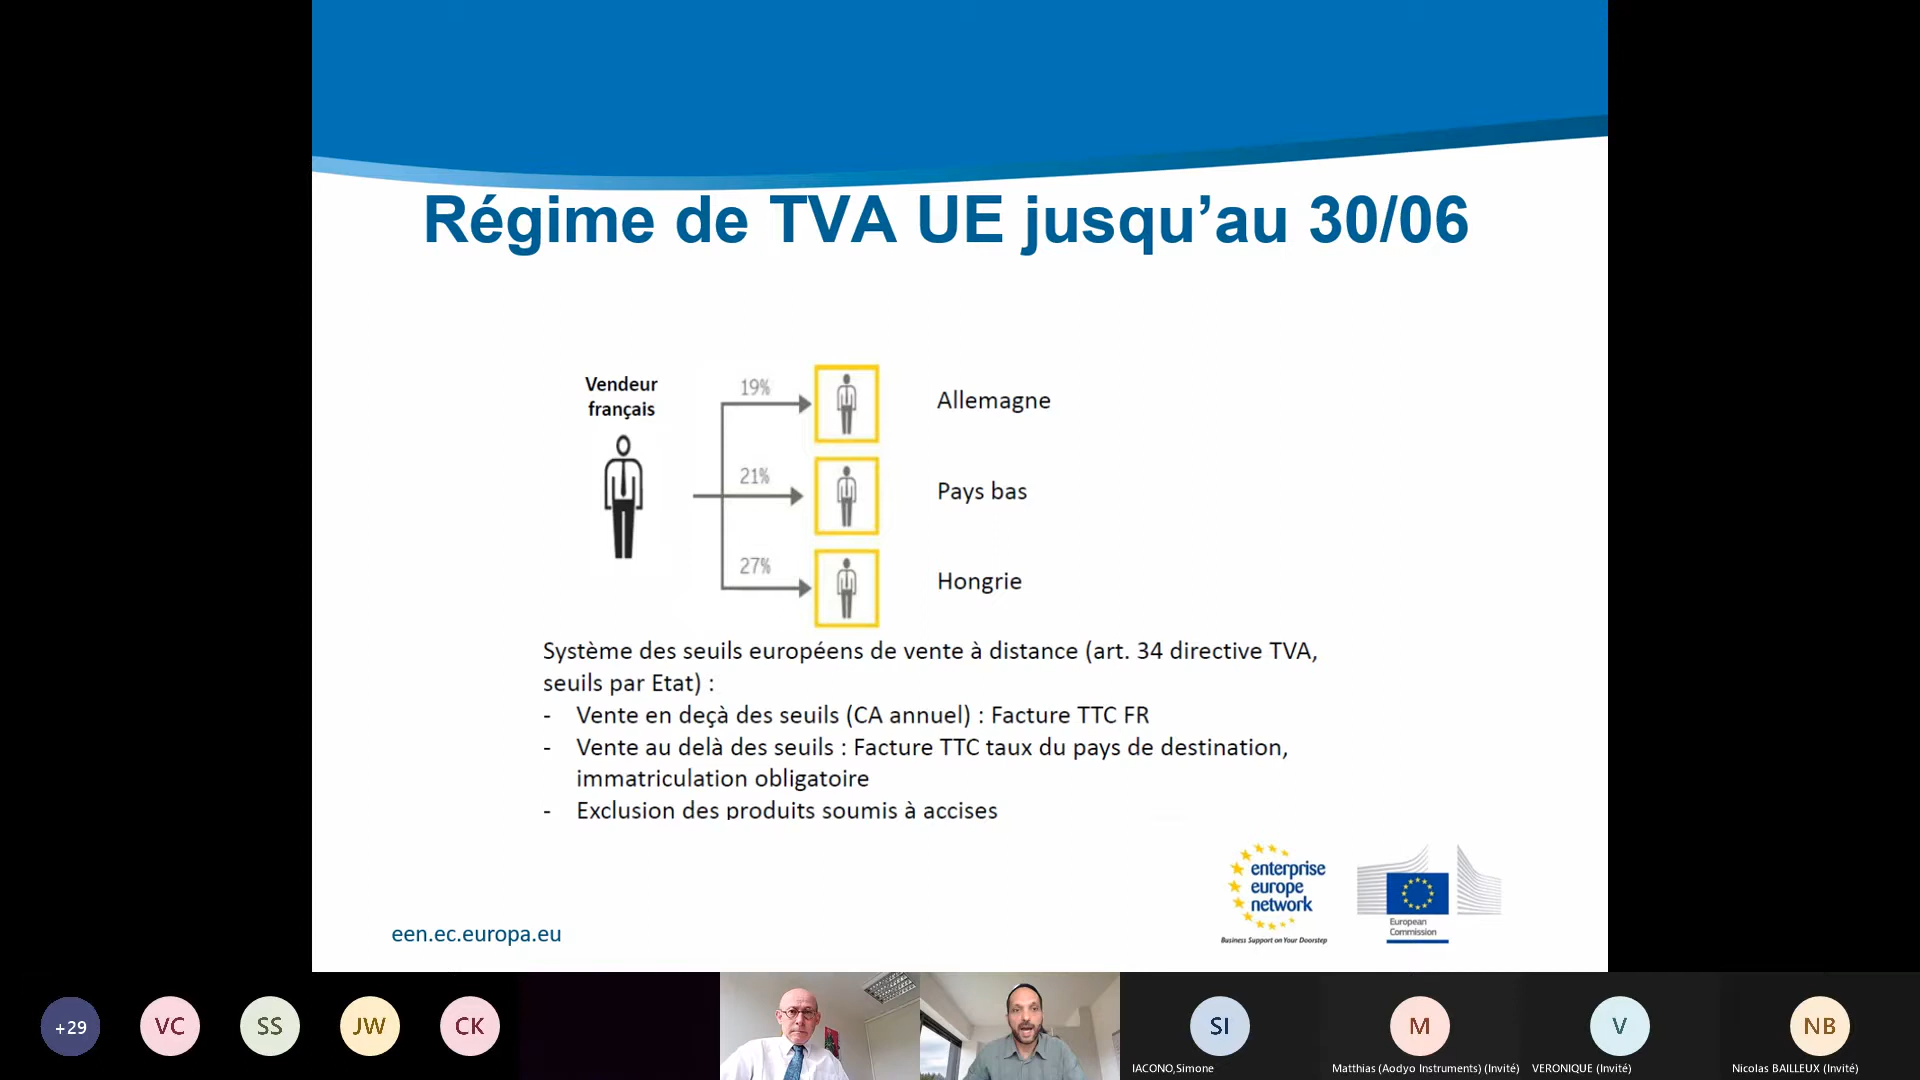 Régime de TVA UE jusqu’au 30/06
Vendeur
français
19%
Allemagne
21%
Pays bas
27%
Hongrie
Système des seuils européens de vente à distance (art. 34 directive TVA,
seuils par Etat) :
- Vente en deçà des seuils (CA annuel) : Facture TTC FR
- Vente au delà des seuils : Facture TTC taux du pays de destination,
immatriculation obligatoire
- Exclusion des produits soumis à accises
enterprise
europe
network
Business Support on Your Doorstep
European
Commission
een.ec.europa.eu
+29
VC
SS
JW
CK
SI
M
V
NB
IACONO,Simone
Matthias (Aodyo Instruments) (Invité)
VERONIQUE (Invité)
Nicolas BAILLEUX (Invité)